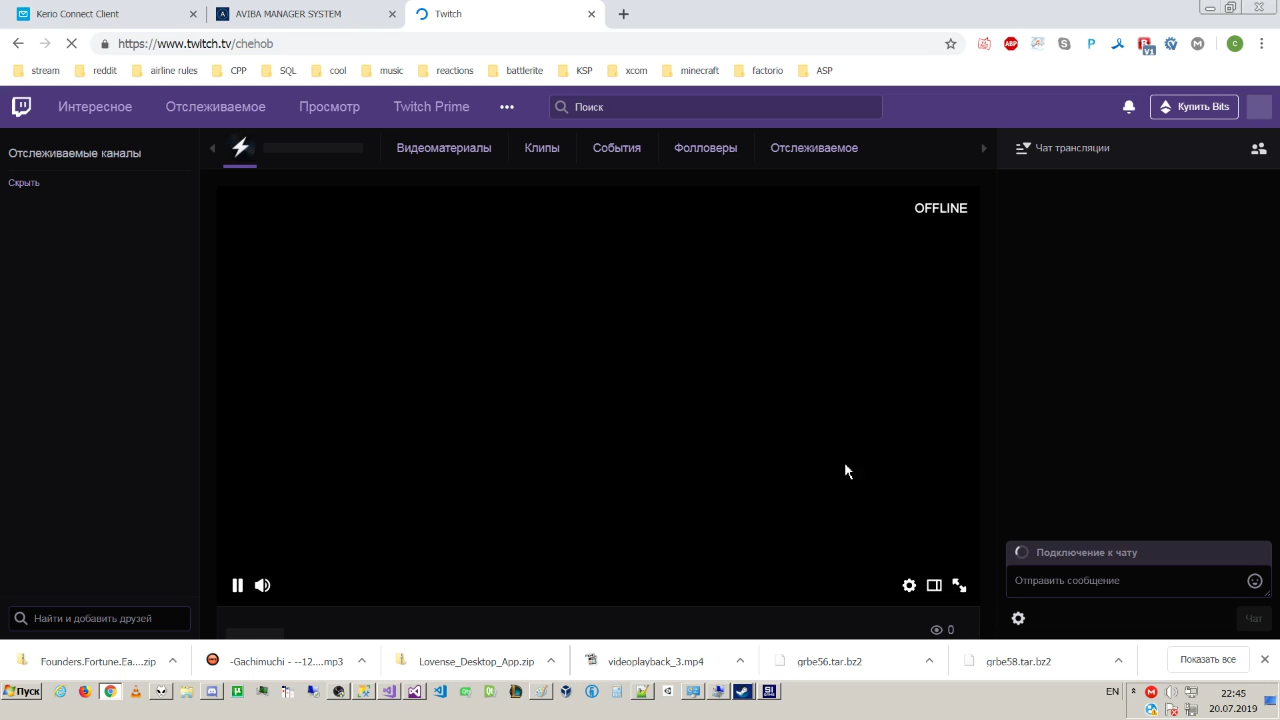 Kerio Connect Client
AVIBA MANAGER SYSTEM
Twitch
https://www.twitch.tv/chehob
stream
reddit
airline rules
CPP
SQL
cool
music
reactions
battlerite
KSP
xcom
minecraft
factorio
ASP
Интересное
Отслеживаемое
Просмотр
Twitch Prime
Поиск
Купить Bits
Отслеживаемые каналы
Скрыть
Видеоматериалы
Клипы
События
Фолловеры
Отслеживаемое
Чат трансляции
OFFLINE
Подключение к чату
Отправить сообщение
Чат
Найти и добавить друзей
0
Founders.Fortune.Ea....zip
-Gachimuchi - --12....mp3
Lovense_Desktop_App.zip
videoplayback_3.mp4
grbe56.tar.bz2
grbe58.tar.bz2
Показать все
Пуск
EN
22:45
20.07.2019